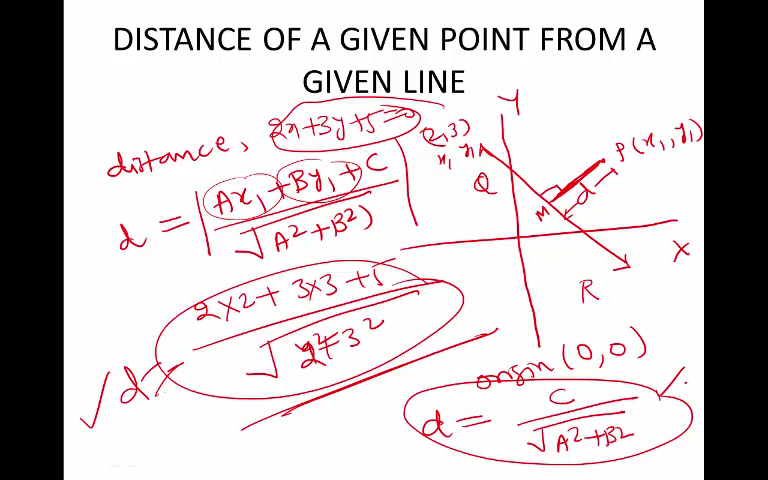 DISTANCE OF A GIVEN POINT FROM A
GIVEN LINE
distance, 2x+3y+5=0
(2,3)
x₁ y₁
d = |Ax₁ + By₁ + C / √(A²+B²)|
Y
P(x₁, y₁)
Q
d
M
X
R
d = 2×2 + 3×3 + 5 / √2²+3²
origin (0,0)
d = C / √A²+B²